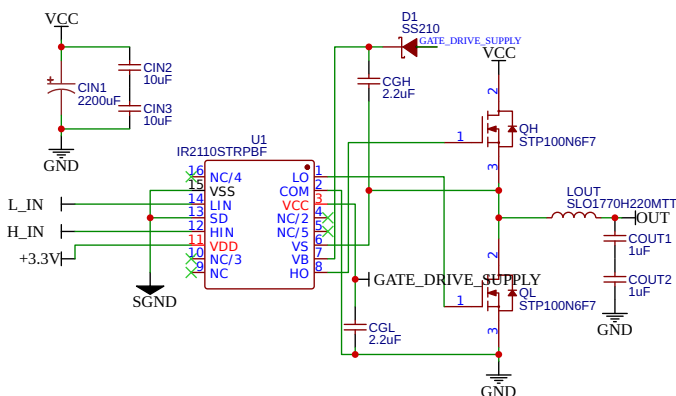 VCC
CIN1
2200uF
CIN2
10uF
CIN3
10uF
GND
D1
SS210
GATE_DRIVE_SUPPLY
VCC
CGH
2.2uF
U1
IR2110STRPBF
16 NC/4 LO 1
15 VSS COM 2
14 LIN VCC 3
13 SD NC/2 4
12 HIN NC/5 5
11 VDD VS 6
10 NC/3 VB 7
9 NC HO 8
L_IN
H_IN
+3.3V
SGND
2
1
QH
STP100N6F7
3
LOUT
SLO1770H220MTT
OUT
COUT1
1uF
COUT2
1uF
GND
GATE_DRIVE_SUPPLY
2
1
QL
STP100N6F7
3
CGL
2.2uF
GND